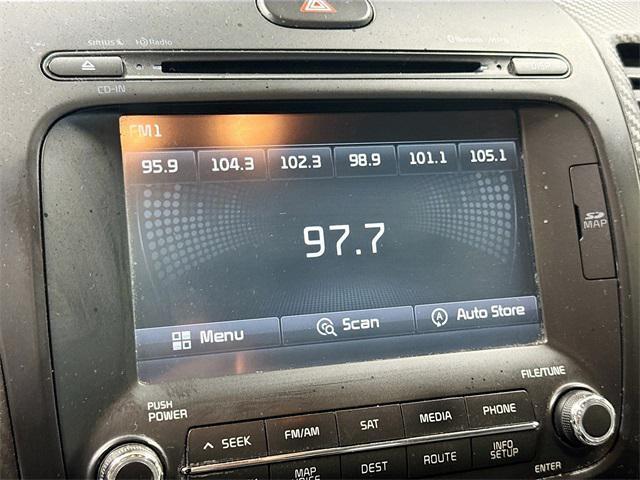 SIRIUS HD Radio Bluetooth
CD-IN DISP
FM1
95.9 104.3 102.3 98.9 101.1 105.1
97.7
SD
MAP
Menu Scan Auto Store
FILE/TUNE
PUSH
POWER
SEEK FM/AM SAT MEDIA PHONE
MAP DEST ROUTE INFO
SETUP
ENTER